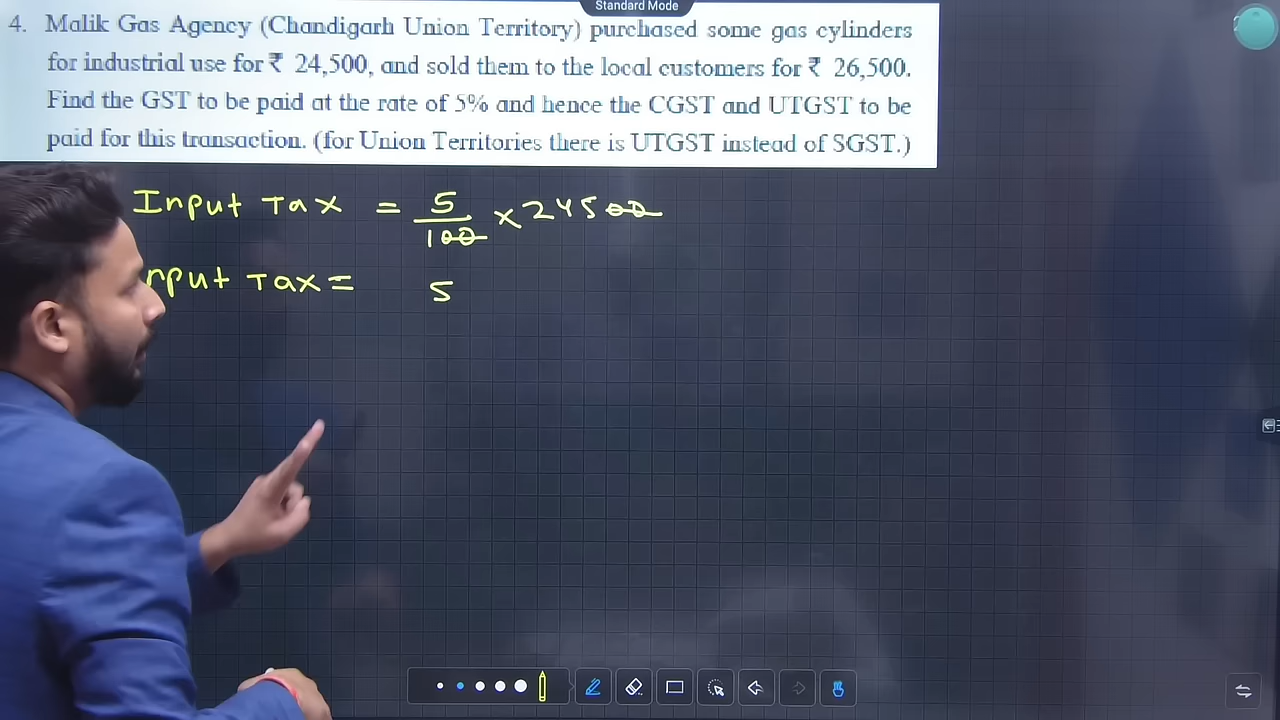 Standard Mode
4. Malik Gas Agency (Chandigarh Union Territory) purchased some gas cylinders
for industrial use for ₹ 24,500, and sold them to the local customers for ₹ 26,500.
Find the GST to be paid at the rate of 5% and hence the CGST and UTGST to be
paid for this transaction. (for Union Territories there is UTGST instead of SGST.)
Input Tax = 5/100 × 24500
nput Tax = 5